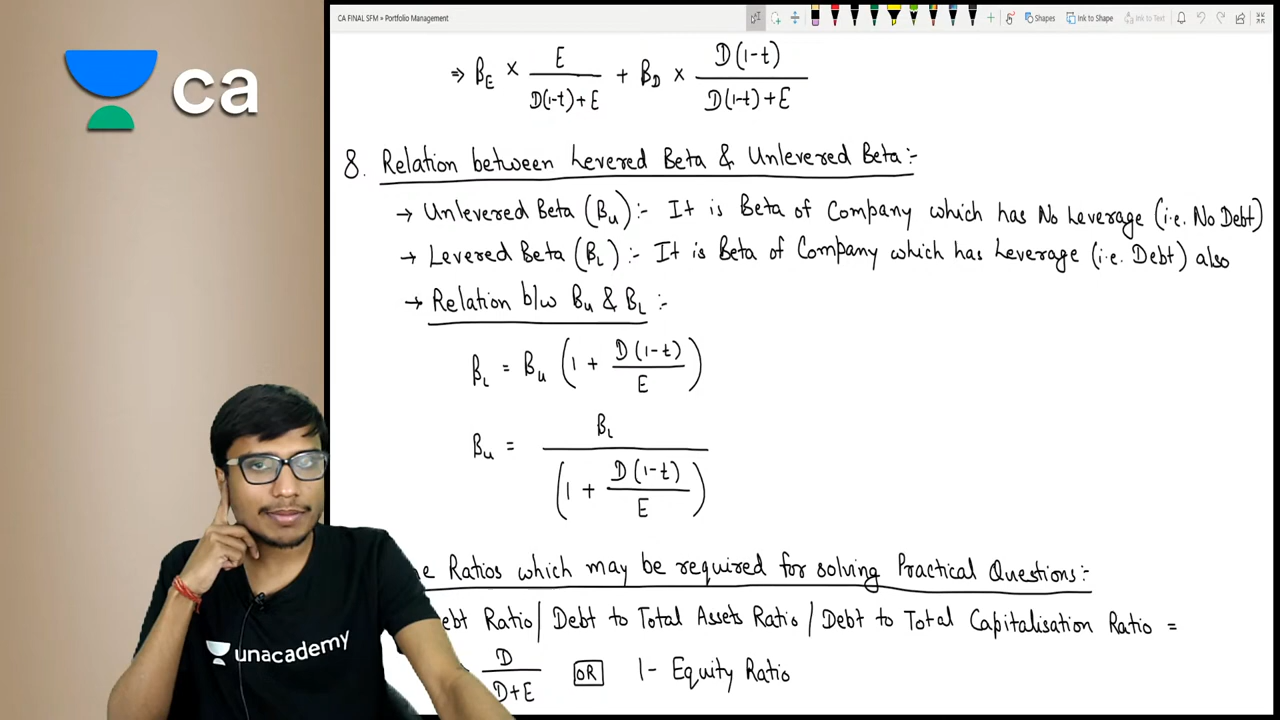 CA FINAL SFM » Portfolio Management
Shapes
Ink to Shape
Ink to Text
ca
⇒ βE × E / (D(1-t)+E) + βD × D(1-t) / (D(1-t)+E)
8. Relation between Levered Beta & Unlevered Beta:-
→ Unlevered Beta (βu):- It is Beta of Company which has No Leverage (i.e. No Debt)
→ Levered Beta (βL):- It is Beta of Company which has Leverage (i.e. Debt) also
→ Relation b/w βu & βL :-
βL = βu (1 + D(1-t) / E)
βu = βL / (1 + D(1-t) / E)
Ratios which may be required for solving Practical Questions:-
Ratio / Debt to Total Assets Ratio / Debt to Total Capitalisation Ratio =
D / (D+E) OR 1- Equity Ratio
unacademy